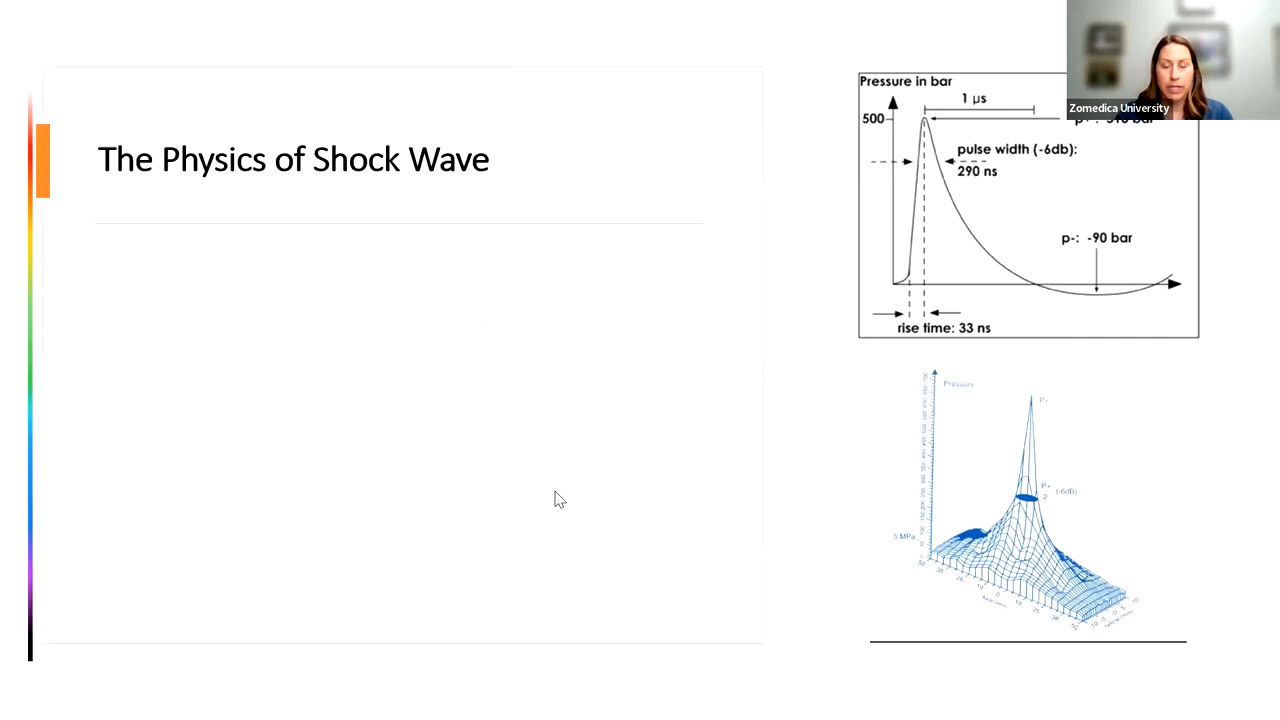 The Physics of Shock Wave
Zomedica University
Pressure in bar
1 µs
500
pulse width (-6db):
290 ns
p-: -90 bar
rise time: 33 ns
Pressure
P+
P+
2
(-6dB)
5 MPa